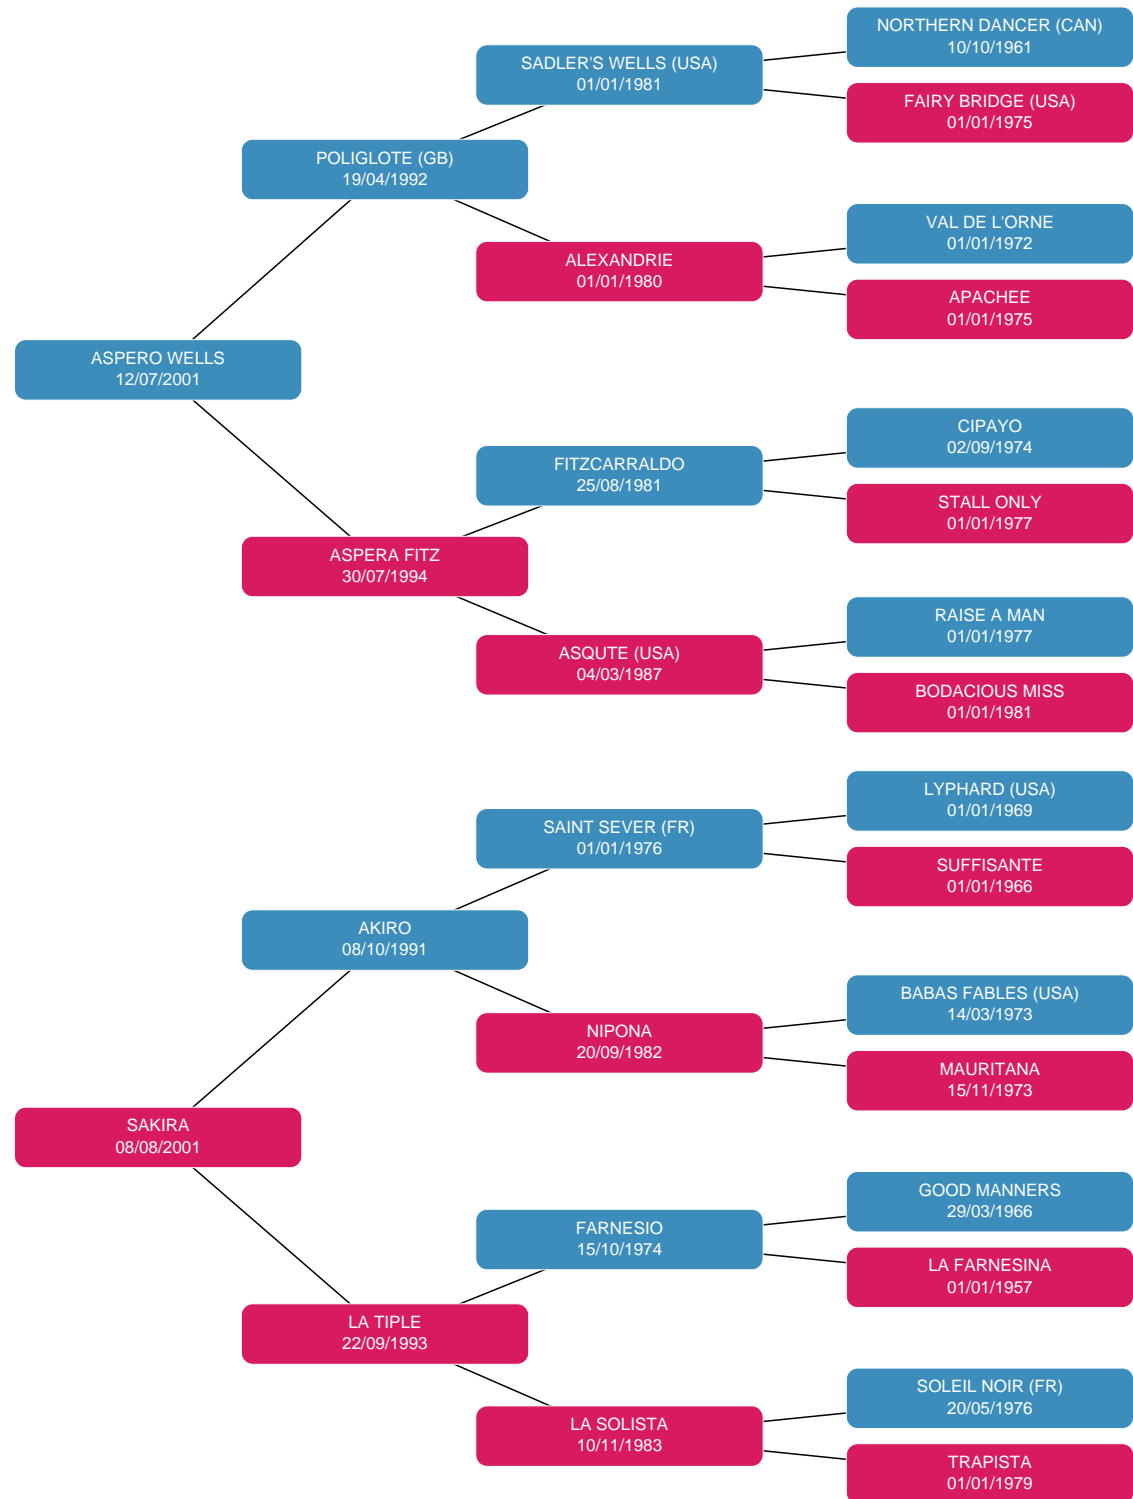 NORTHERN DANCER (CAN)
10/10/1961
SADLER'S WELLS (USA)
01/01/1981
FAIRY BRIDGE (USA)
01/01/1975
POLIGLOTE (GB)
19/04/1992
VAL DE L'ORNE
01/01/1972
ALEXANDRIE
01/01/1980
APACHEE
01/01/1975
ASPERO WELLS
12/07/2001
CIPAYO
02/09/1974
FITZCARRALDO
25/08/1981
STALL ONLY
01/01/1977
ASPERA FITZ
30/07/1994
RAISE A MAN
01/01/1977
ASQUTE (USA)
04/03/1987
BODACIOUS MISS
01/01/1981
LYPHARD (USA)
01/01/1969
SAINT SEVER (FR)
01/01/1976
SUFFISANTE
01/01/1966
AKIRO
08/10/1991
BABAS FABLES (USA)
14/03/1973
NIPONA
20/09/1982
MAURITANA
15/11/1973
SAKIRA
08/08/2001
GOOD MANNERS
29/03/1966
FARNESIO
15/10/1974
LA FARNESINA
01/01/1957
LA TIPLE
22/09/1993
SOLEIL NOIR (FR)
20/05/1976
LA SOLISTA
10/11/1983
TRAPISTA
01/01/1979